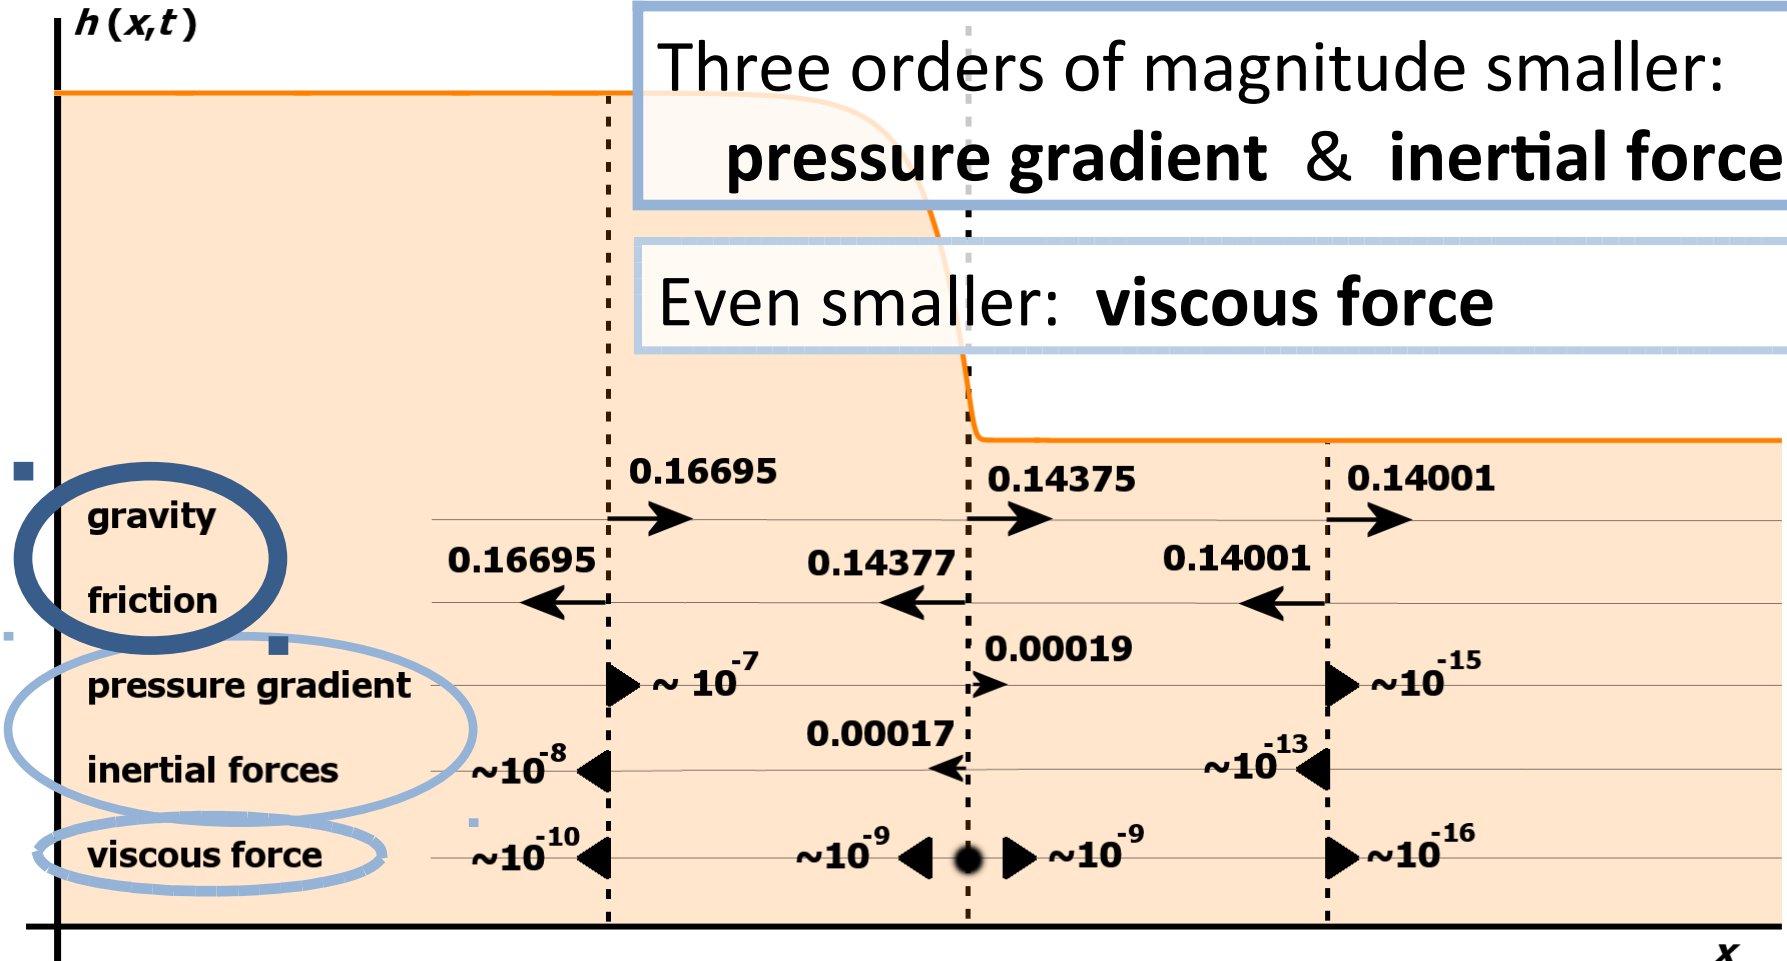 h (x,t)
Three orders of magnitude smaller:
pressure gradient & inertial force
Even smaller: viscous force
0.16695 0.14375 0.14001
gravity
0.16695 0.14377 0.14001
friction
0.00019
pressure gradient ~ 10^-7 ~10^-15
0.00017
inertial forces ~10^-8 ~10^-13
viscous force ~10^-10 ~10^-9 ~10^-9 ~10^-16
x